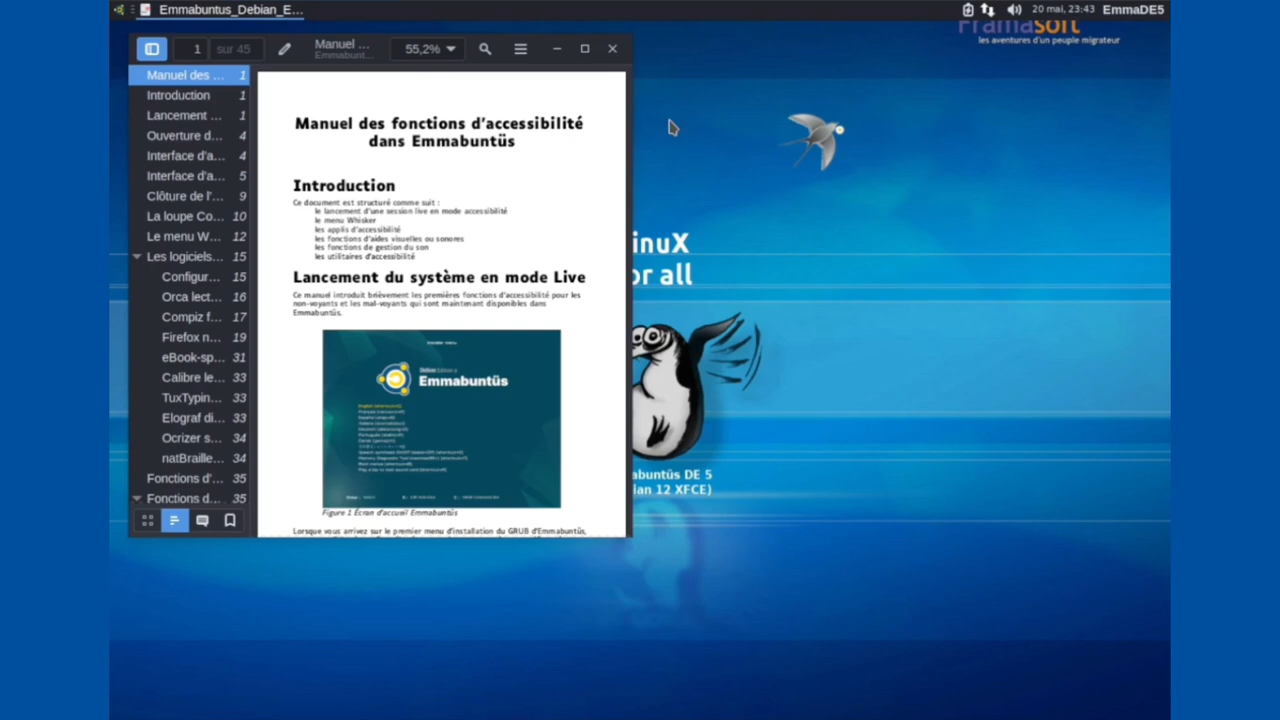 Emmabuntus_Debian_E...
20 mai, 23:43 EmmaDE5
Framasoft
les aventures d'un peuple migrateur
1 sur 45
Manuel ...
Emmabunt...
55,2%
Manuel des ... 1
Introduction 1
Lancement ... 1
Ouverture d... 4
Interface d'a... 4
Interface d'a... 5
Clôture de l'... 9
La loupe Co... 10
Le menu W... 12
Les logiciels... 15
Configur... 15
Orca lect... 16
Compiz f... 17
Firefox n... 19
eBook-sp... 31
Calibre le... 33
TuxTypin... 33
Elograf di... 33
Ocrizer s... 34
natBraille... 34
Fonctions d'... 35
Fonctions d... 35
Manuel des fonctions d'accessibilité
dans Emmabuntüs
Introduction
Ce document est structuré comme suit :
le lancement d'une session live en mode accessibilité
le menu Whisker
les applis d'accessibilité
les fonctions d'aides visuelles ou sonores
les fonctions de gestion du son
les utilitaires d'accessibilité
Lancement du système en mode Live
Ce manuel introduit brièvement les premières fonctions d'accessibilité pour les
non-voyants et les mal-voyants qui sont maintenant disponibles dans
Emmabuntüs.
Debian Edition 5
Emmabuntüs
Figure 1 Écran d'accueil Emmabuntüs
Lorsque vous arrivez sur le premier menu d'installation du GRUB d'Emmabuntüs,
inuX
or all
abuntüs DE 5
ian 12 XFCE)